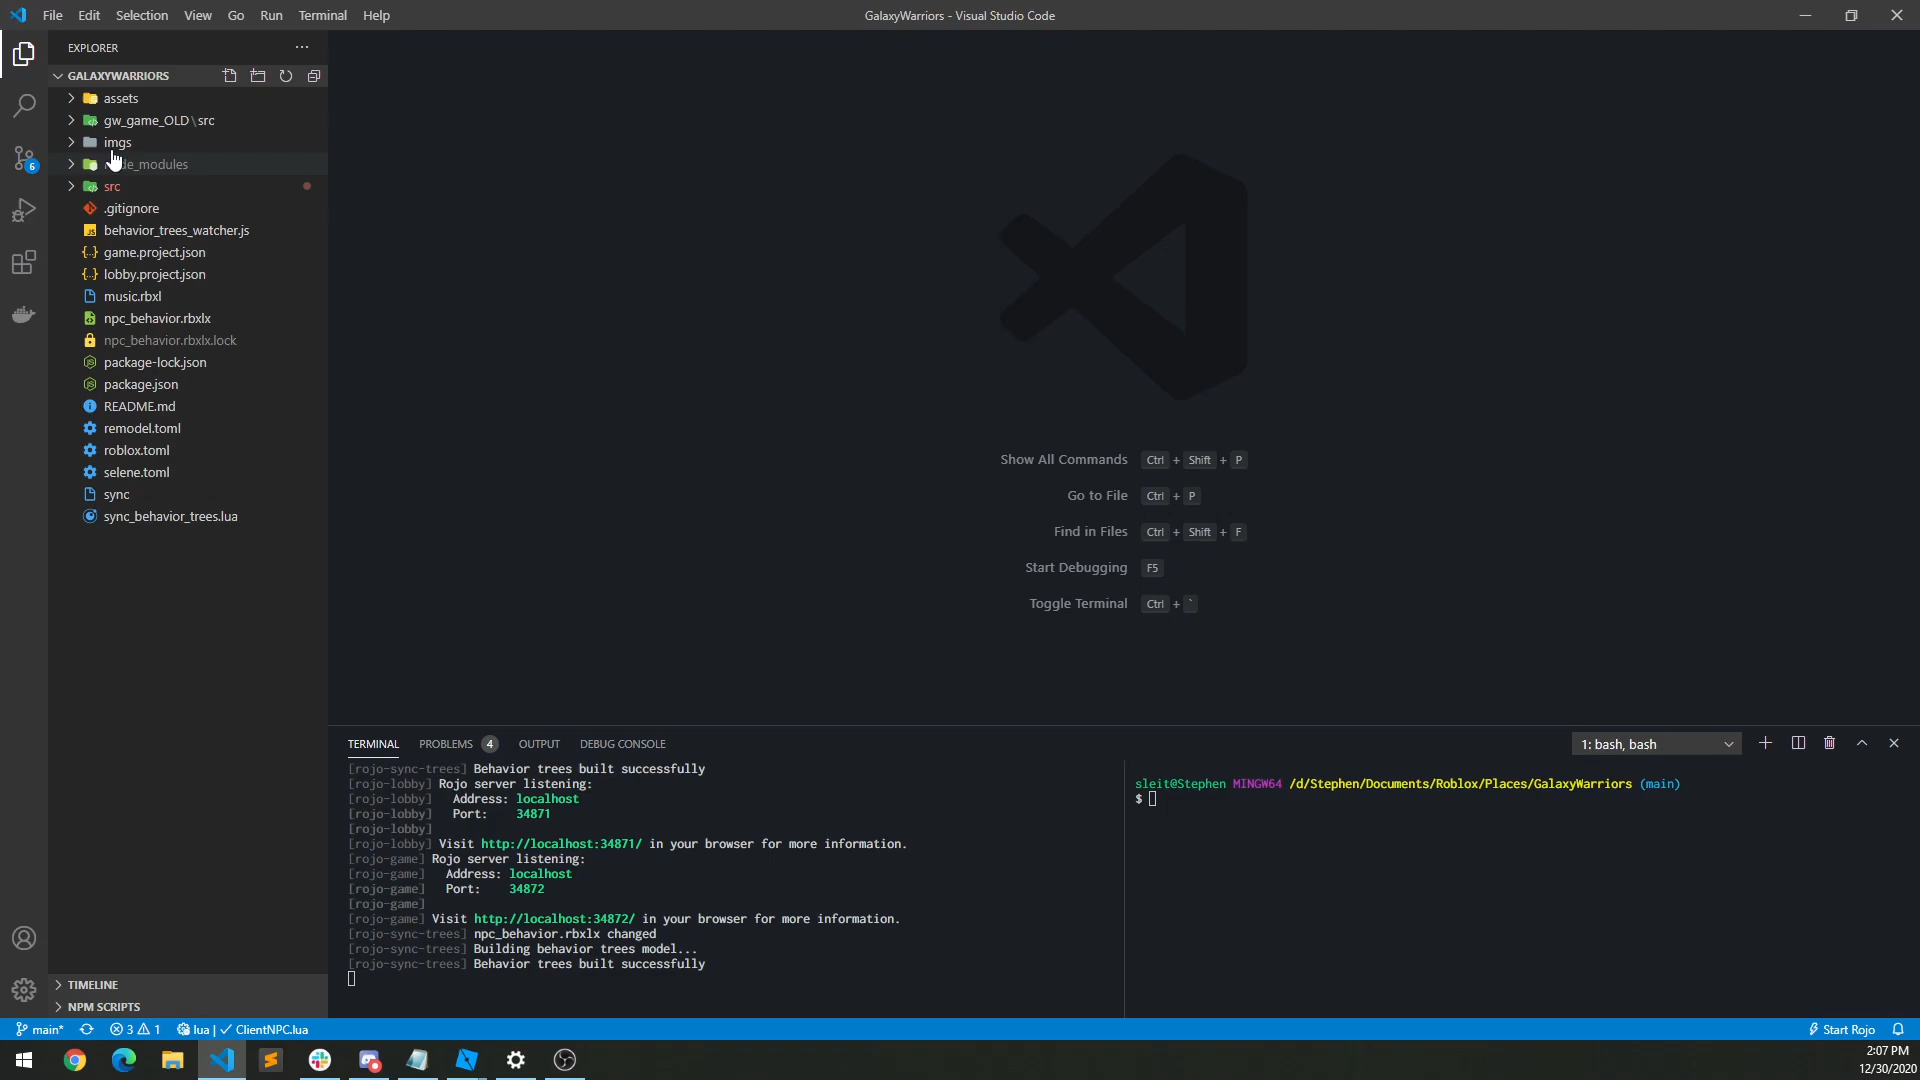 File Edit Selection View Go Run Terminal Help
GalaxyWarriors - Visual Studio Code
EXPLORER
GALAXYWARRIORS
assets
gw_game_OLD \ src
imgs
de_modules
src
.gitignore
behavior_trees_watcher.js
game.project.json
lobby.project.json
music.rbxl
npc_behavior.rbxlx
npc_behavior.rbxlx.lock
package-lock.json
package.json
README.md
remodel.toml
roblox.toml
selene.toml
sync
sync_behavior_trees.lua
6
Show All Commands Ctrl + Shift + P
Go to File Ctrl + P
Find in Files Ctrl + Shift + F
Start Debugging F5
Toggle Terminal Ctrl + `
TERMINAL PROBLEMS 4 OUTPUT DEBUG CONSOLE
1: bash, bash
[rojo-sync-trees] Behavior trees built successfully
[rojo-lobby] Rojo server listening:
[rojo-lobby] Address: localhost
[rojo-lobby] Port: 34871
[rojo-lobby]
[rojo-lobby] Visit http://localhost:34871/ in your browser for more information.
[rojo-game] Rojo server listening:
[rojo-game] Address: localhost
[rojo-game] Port: 34872
[rojo-game]
[rojo-game] Visit http://localhost:34872/ in your browser for more information.
[rojo-sync-trees] npc_behavior.rbxlx changed
[rojo-sync-trees] Building behavior trees model...
[rojo-sync-trees] Behavior trees built successfully
sleit@Stephen MINGW64 /d/Stephen/Documents/Roblox/Places/GalaxyWarriors (main)
$
TIMELINE
NPM SCRIPTS
main* 3 1 lua | ✓ ClientNPC.lua
Start Rojo
2:07 PM
12/30/2020